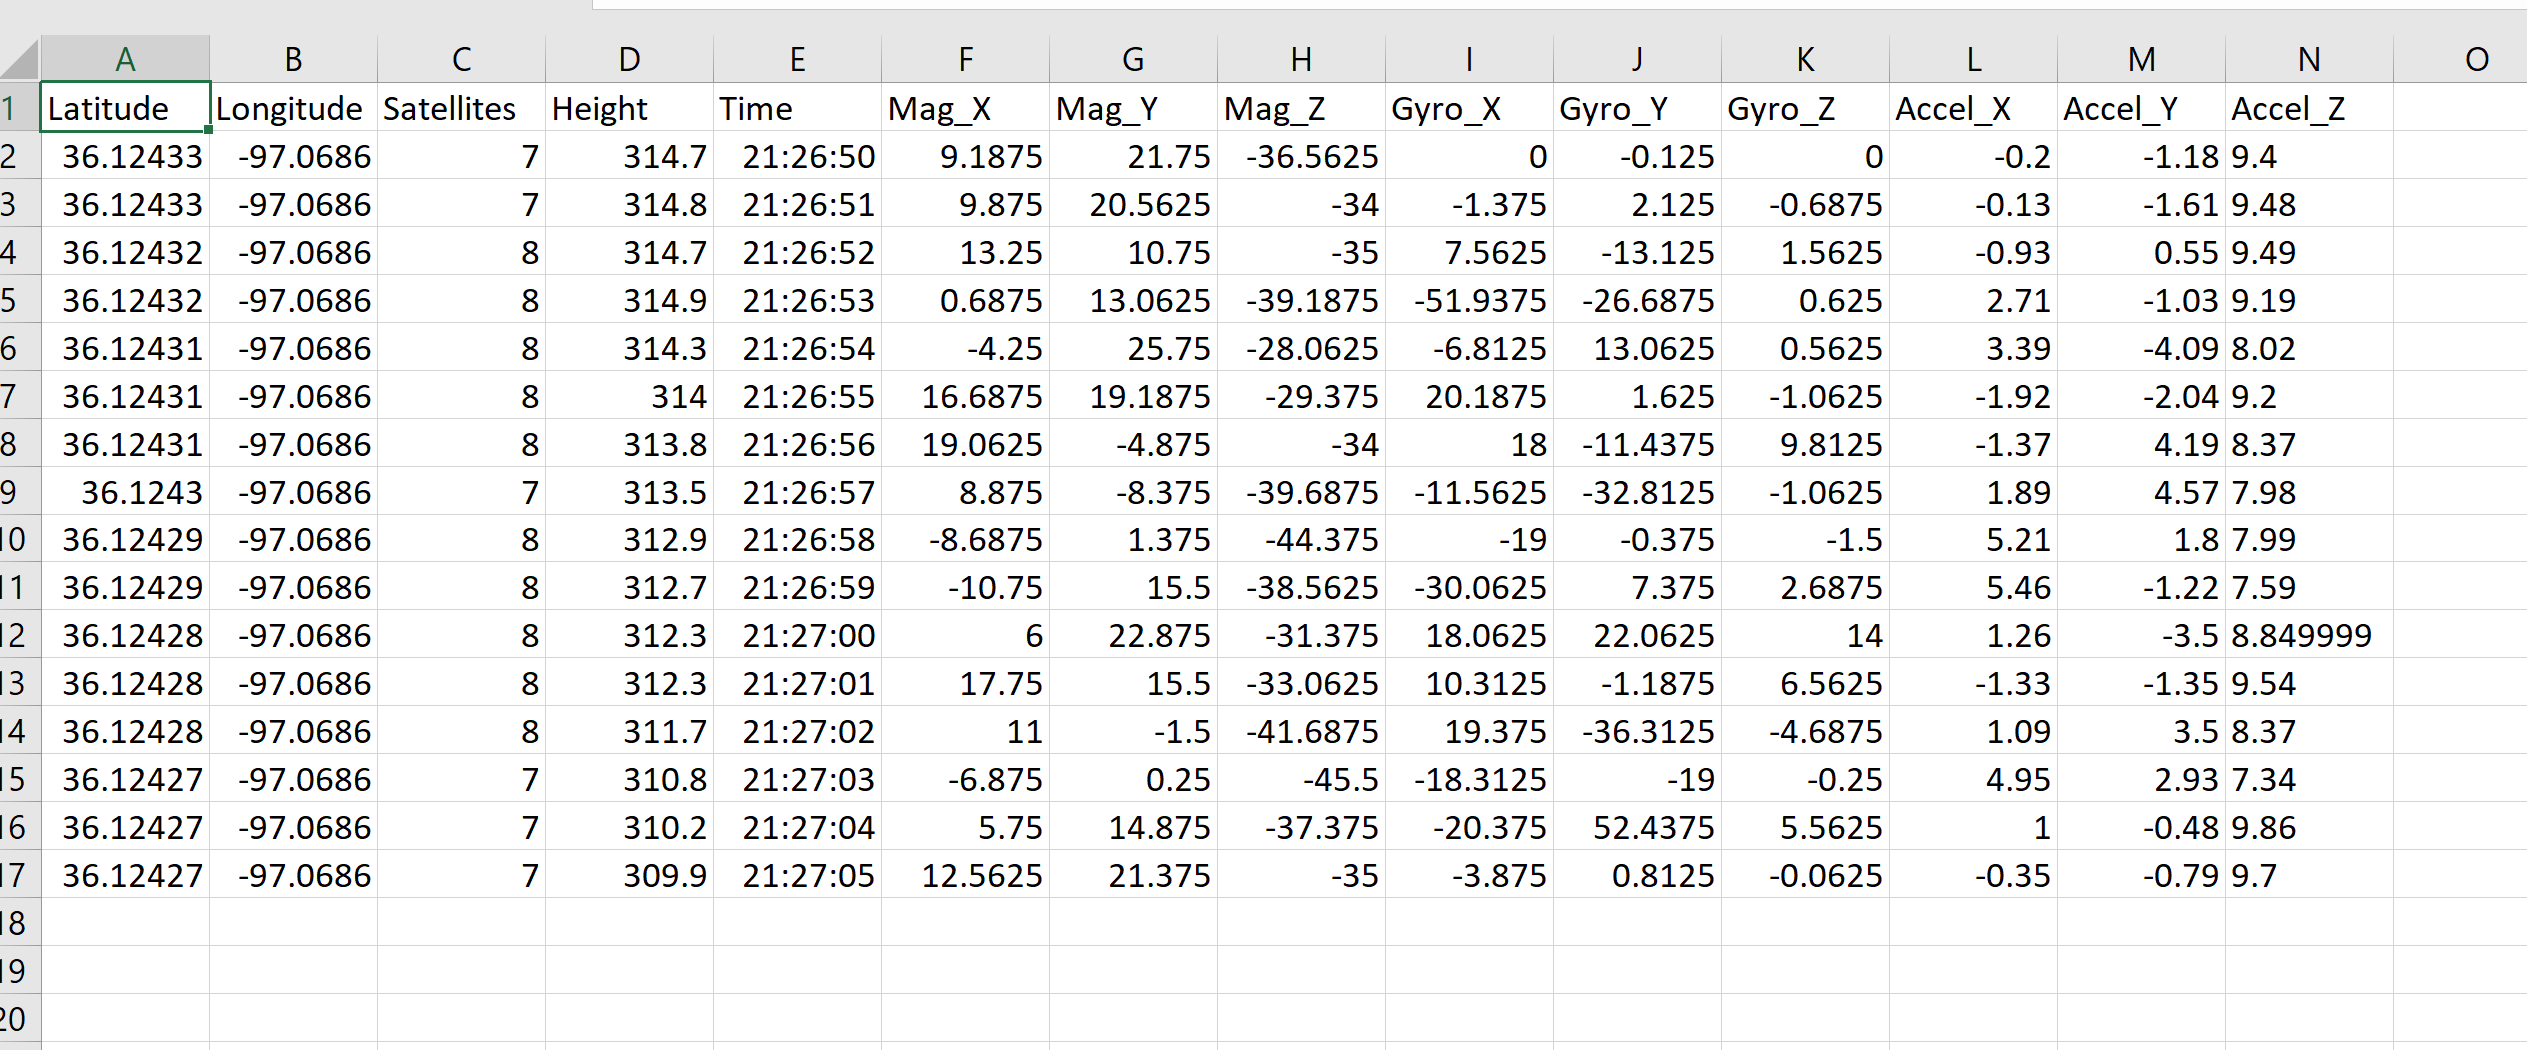 A B C D E F G H I J K L M N O
1 Latitude Longitude Satellites Height Time Mag_X Mag_Y Mag_Z Gyro_X Gyro_Y Gyro_Z Accel_X Accel_Y Accel_Z
2 36.12433 -97.0686 7 314.7 21:26:50 9.1875 21.75 -36.5625 0 -0.125 0 -0.2 -1.18 9.4
3 36.12433 -97.0686 7 314.8 21:26:51 9.875 20.5625 -34 -1.375 2.125 -0.6875 -0.13 -1.61 9.48
4 36.12432 -97.0686 8 314.7 21:26:52 13.25 10.75 -35 7.5625 -13.125 1.5625 -0.93 0.55 9.49
5 36.12432 -97.0686 8 314.9 21:26:53 0.6875 13.0625 -39.1875 -51.9375 -26.6875 0.625 2.71 -1.03 9.19
6 36.12431 -97.0686 8 314.3 21:26:54 -4.25 25.75 -28.0625 -6.8125 13.0625 0.5625 3.39 -4.09 8.02
7 36.12431 -97.0686 8 314 21:26:55 16.6875 19.1875 -29.375 20.1875 1.625 -1.0625 -1.92 -2.04 9.2
8 36.12431 -97.0686 8 313.8 21:26:56 19.0625 -4.875 -34 18 -11.4375 9.8125 -1.37 4.19 8.37
9 36.1243 -97.0686 7 313.5 21:26:57 8.875 -8.375 -39.6875 -11.5625 -32.8125 -1.0625 1.89 4.57 7.98
10 36.12429 -97.0686 8 312.9 21:26:58 -8.6875 1.375 -44.375 -19 -0.375 -1.5 5.21 1.8 7.99
11 36.12429 -97.0686 8 312.7 21:26:59 -10.75 15.5 -38.5625 -30.0625 7.375 2.6875 5.46 -1.22 7.59
12 36.12428 -97.0686 8 312.3 21:27:00 6 22.875 -31.375 18.0625 22.0625 14 1.26 -3.5 8.849999
13 36.12428 -97.0686 8 312.3 21:27:01 17.75 15.5 -33.0625 10.3125 -1.1875 6.5625 -1.33 -1.35 9.54
14 36.12428 -97.0686 8 311.7 21:27:02 11 -1.5 -41.6875 19.375 -36.3125 -4.6875 1.09 3.5 8.37
15 36.12427 -97.0686 7 310.8 21:27:03 -6.875 0.25 -45.5 -18.3125 -19 -0.25 4.95 2.93 7.34
16 36.12427 -97.0686 7 310.2 21:27:04 5.75 14.875 -37.375 -20.375 52.4375 5.5625 1 -0.48 9.86
17 36.12427 -97.0686 7 309.9 21:27:05 12.5625 21.375 -35 -3.875 0.8125 -0.0625 -0.35 -0.79 9.7
18
19
20